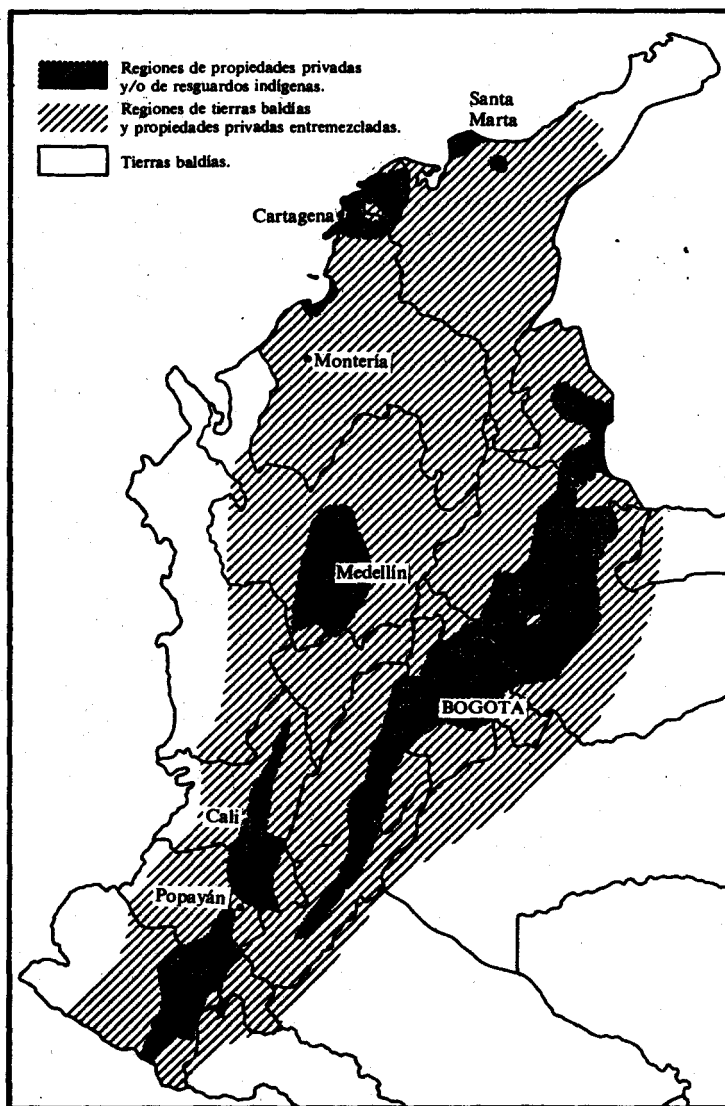 Regiones de propiedades privadas
y/o de resguardos indígenas.
Regiones de tierras baldías
y propiedades privadas entremezcladas.
Tierras baldías.
Santa
Marta
Cartagena
Montería
Medellín
BOGOTA
Cali
Popayán